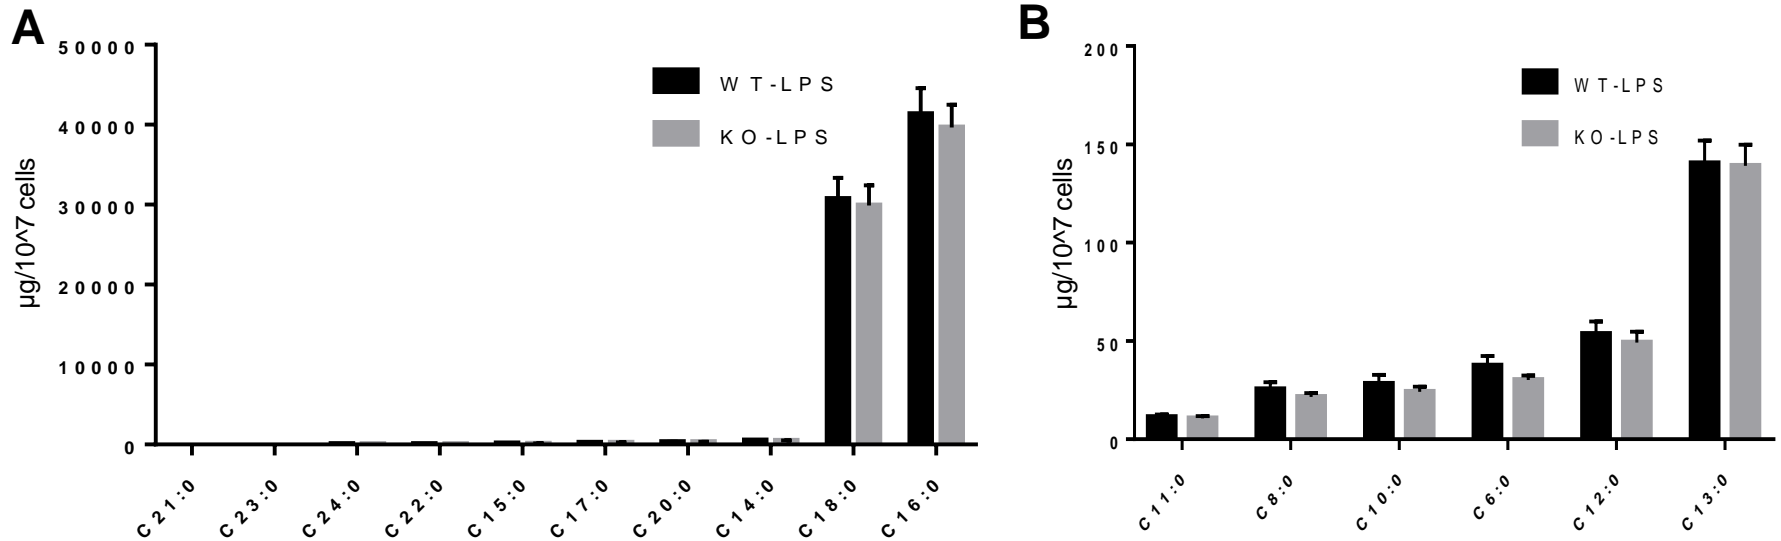 A
50000
40000
30000
20000
10000
0
µg/10^7 cells
WT-LPS
KO-LPS
C21:0
C23:0
C24:0
C22:0
C15:0
C17:0
C20:0
C14:0
C18:0
C16:0
B
200
150
100
50
0
µg/10^7 cells
WT-LPS
KO-LPS
C11:0
C8:0
C10:0
C6:0
C12:0
C13:0